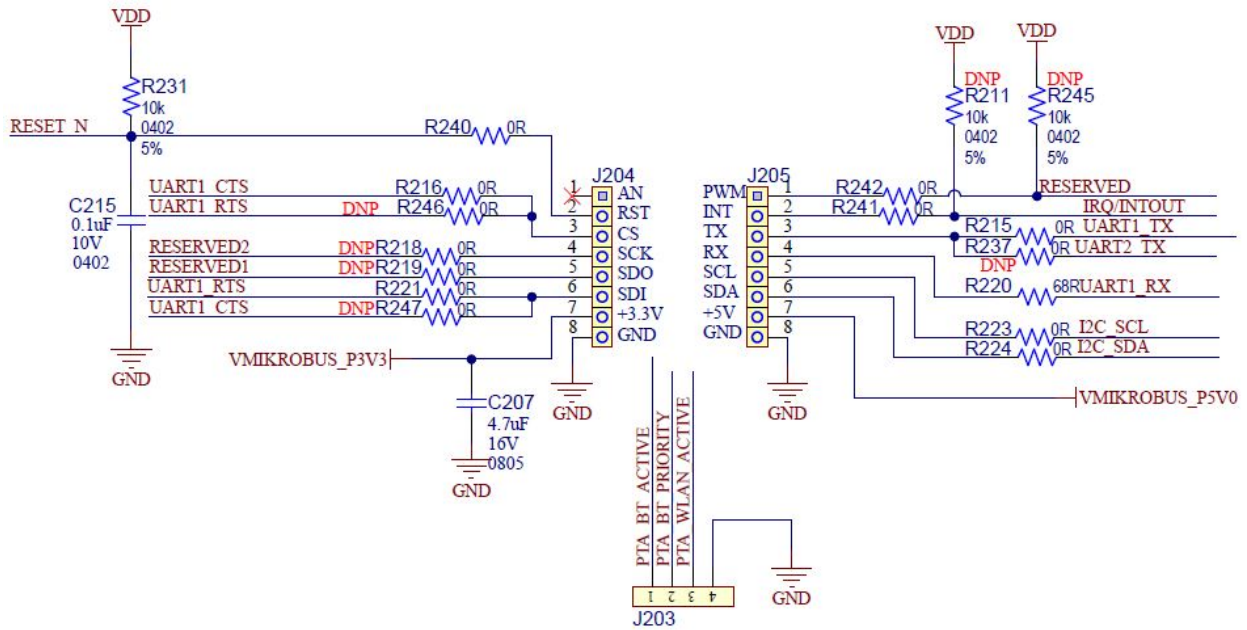 VDD
R231
10k
0402
5%
RESET_N
R240 0R
C215
0.1uF
10V
0402
GND
UART1_CTS R216 0R
UART1_RTS DNP R246 0R
RESERVED2 DNP R218 0R
RESERVED1 DNP R219 0R
UART1_RTS R221 0R
UART1_CTS DNP R247 0R
VMIKROBUS_P3V3
C207
4.7uF
16V
0805
GND
J204
1 AN
2 RST
3 CS
4 SCK
5 SDO
6 SDI
7 +3.3V
8 GND
GND
VDD
DNP
R211
10k
0402
5%
VDD
DNP
R245
10k
0402
5%
J205
PWM 1
INT 2
TX 3
RX 4
SCL 5
SDA 6
+5V 7
GND 8
GND
R242 0R RESERVED
R241 0R IRQ/INTOUT
R215 0R UART1_TX
R237 0R UART2_TX
DNP
R220 68R UART1_RX
R223 0R I2C_SCL
R224 0R I2C_SDA
VMIKROBUS_P5V0
PTA_BT_ACTIVE
PTA_BT_PRIORITY
PTA_WLAN_ACTIVE
GND
1 2 3 4
J203